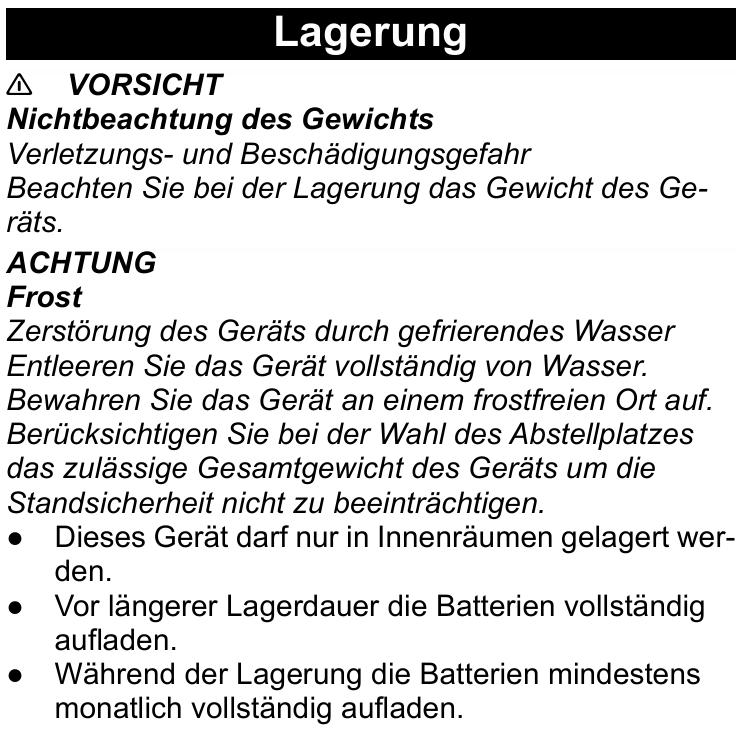 Lagerung
⚠ VORSICHT
Nichtbeachtung des Gewichts
Verletzungs- und Beschädigungsgefahr
Beachten Sie bei der Lagerung das Gewicht des Ge-
räts.
ACHTUNG
Frost
Zerstörung des Geräts durch gefrierendes Wasser
Entleeren Sie das Gerät vollständig von Wasser.
Bewahren Sie das Gerät an einem frostfreien Ort auf.
Berücksichtigen Sie bei der Wahl des Abstellplatzes
das zulässige Gesamtgewicht des Geräts um die
Standsicherheit nicht zu beeinträchtigen.
● Dieses Gerät darf nur in Innenräumen gelagert wer-
den.
● Vor längerer Lagerdauer die Batterien vollständig
aufladen.
● Während der Lagerung die Batterien mindestens
monatlich vollständig aufladen.